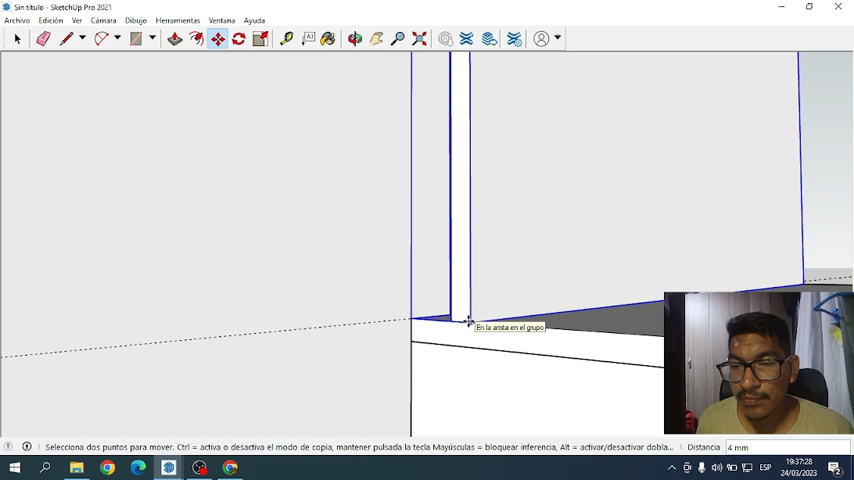 Sin título - SketchUp Pro 2021
Archivo Edición Ver Cámara Dibujo Herramientas Ventana Ayuda
En la arista en el grupo
Selecciona dos puntos para mover. Ctrl = activa o desactiva el modo de copia, mantener pulsada la tecla Mayúsculas = bloquear inferencia, Alt = activar/desactivar dobla... Distancia 4 mm
ESP
19:37:28
24/03/2023
2